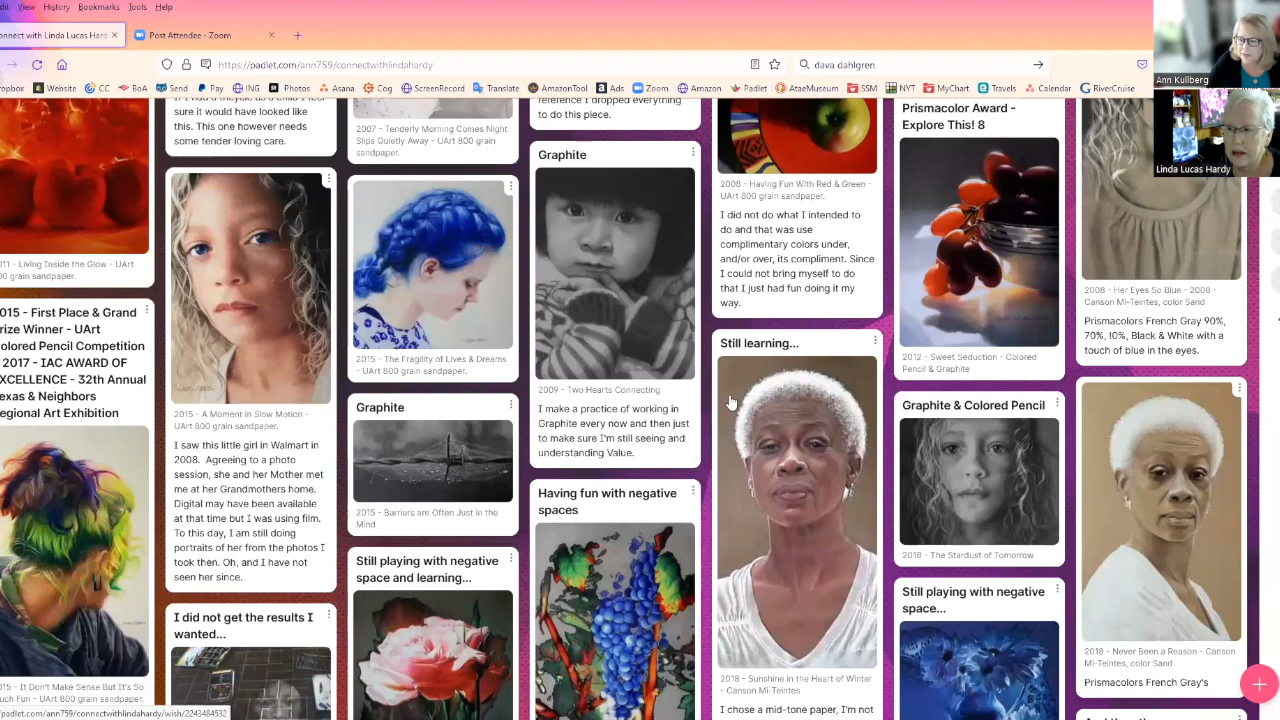 dit View History Bookmarks Tools Help
onnect with Linda Lucas Hard
Post Attendee - Zoom
https://padlet.com/ann759/connectwithlindahardy
dava dahlgren
ropbox Website CC BoA Send ING Photos Asana Cog ScreenRecord Translate AmazonTool Ads Zoom Amazon Padlet AtaeMuseum SSM NYT MyChart Travels Calendar RiverCruise
Ann Kullberg
Linda Lucas Hardy
011 - Living Inside the Glow - UArt
00 grain sandpaper.
2015 - First Place & Grand
rize Winner - UArt
olored Pencil Competition
2017 - IAC AWARD OF
XCELLENCE - 32th Annual
exas & Neighbors
egional Art Exhibition
015 - It Don't Make Sense But It's So
uch Fun - UArt 800 grain sandpaper.
https://padlet.com/ann759/connectwithlindahardy/wish/2243484532
sure it would have looked like
this. This one however needs
some tender loving care.
2015 - A Moment in Slow Motion -
UArt 800 grain sandpaper.
I saw this little girl in Walmart in
2008. Agreeing to a photo
session, she and her Mother met
me at her Grandmothers home.
Digital may have been available
at that time but I was using film.
To this day, I am still doing
portraits of her from the photos I
took then. Oh, and I have not
seen her since.
I did not get the results I
wanted...
2007 - Tenderly Morning Comes Night
Slips Quietly Away - UArt 800 grain
sandpaper.
2015 - The Fragility of Lives & Dreams
- UArt 800 grain sandpaper.
Graphite
2015 - Barriers are Often Just in the
Mind
Still playing with negative
space and learning...
reference I dropped everything
to do this piece.
Graphite
2009 - Two Hearts Connecting
I make a practice of working in
Graphite every now and then just
to make sure I'm still seeing and
understanding Value.
Having fun with negative
spaces
2008 - Having Fun With Red & Green -
UArt 800 grain sandpaper.
I did not do what I intended to
do and that was use
complimentary colors under,
and/or over, its compliment. Since
I could not bring myself to do
that I just had fun doing it my
way.
Still learning...
2018 - Sunshine in the Heart of Winter
- Canson Mi-Teintes
I chose a mid-tone paper, I'm not
Prismacolor Award -
Explore This! 8
2012 - Sweet Seduction - Colored
Pencil & Graphite
Graphite & Colored Pencil
2018 - The Stardust of Tomorrow
Still playing with negative
space...
2008 - Her Eyes So Blue - 2008 -
Canson Mi-Teintes, color Sand
Prismacolors French Gray 90%,
70%, !0%, Black & White with a
touch of blue in the eyes.
2018 - Never Been a Reason - Canson
Mi-Teintes, color Sand
Prismacolors French Gray's